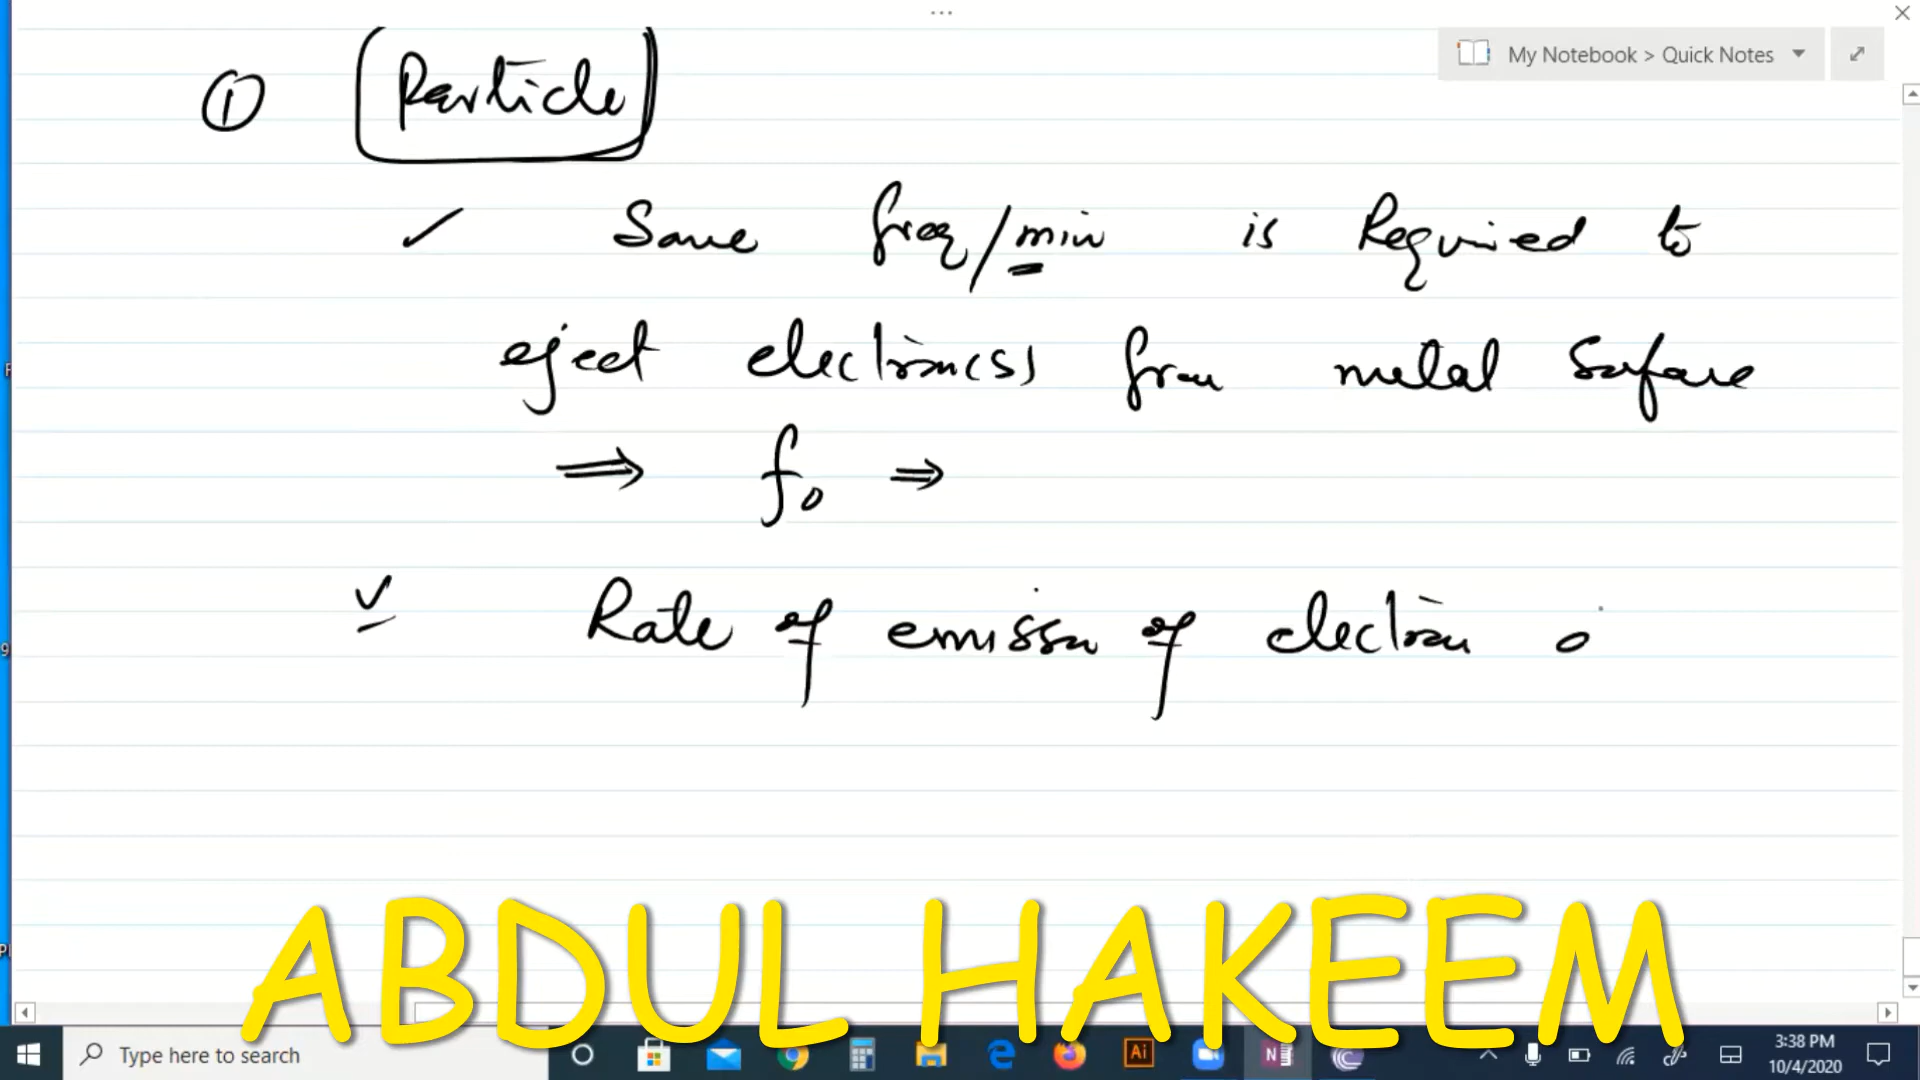 My Notebook > Quick Notes
① Particle
Some freq/min is Required to
eject electron(s) from metal Surface
⇒ f₀ ⇒
Rate of emission of electron
ABDUL HAKEEM
Type here to search
3:38 PM
10/4/2020